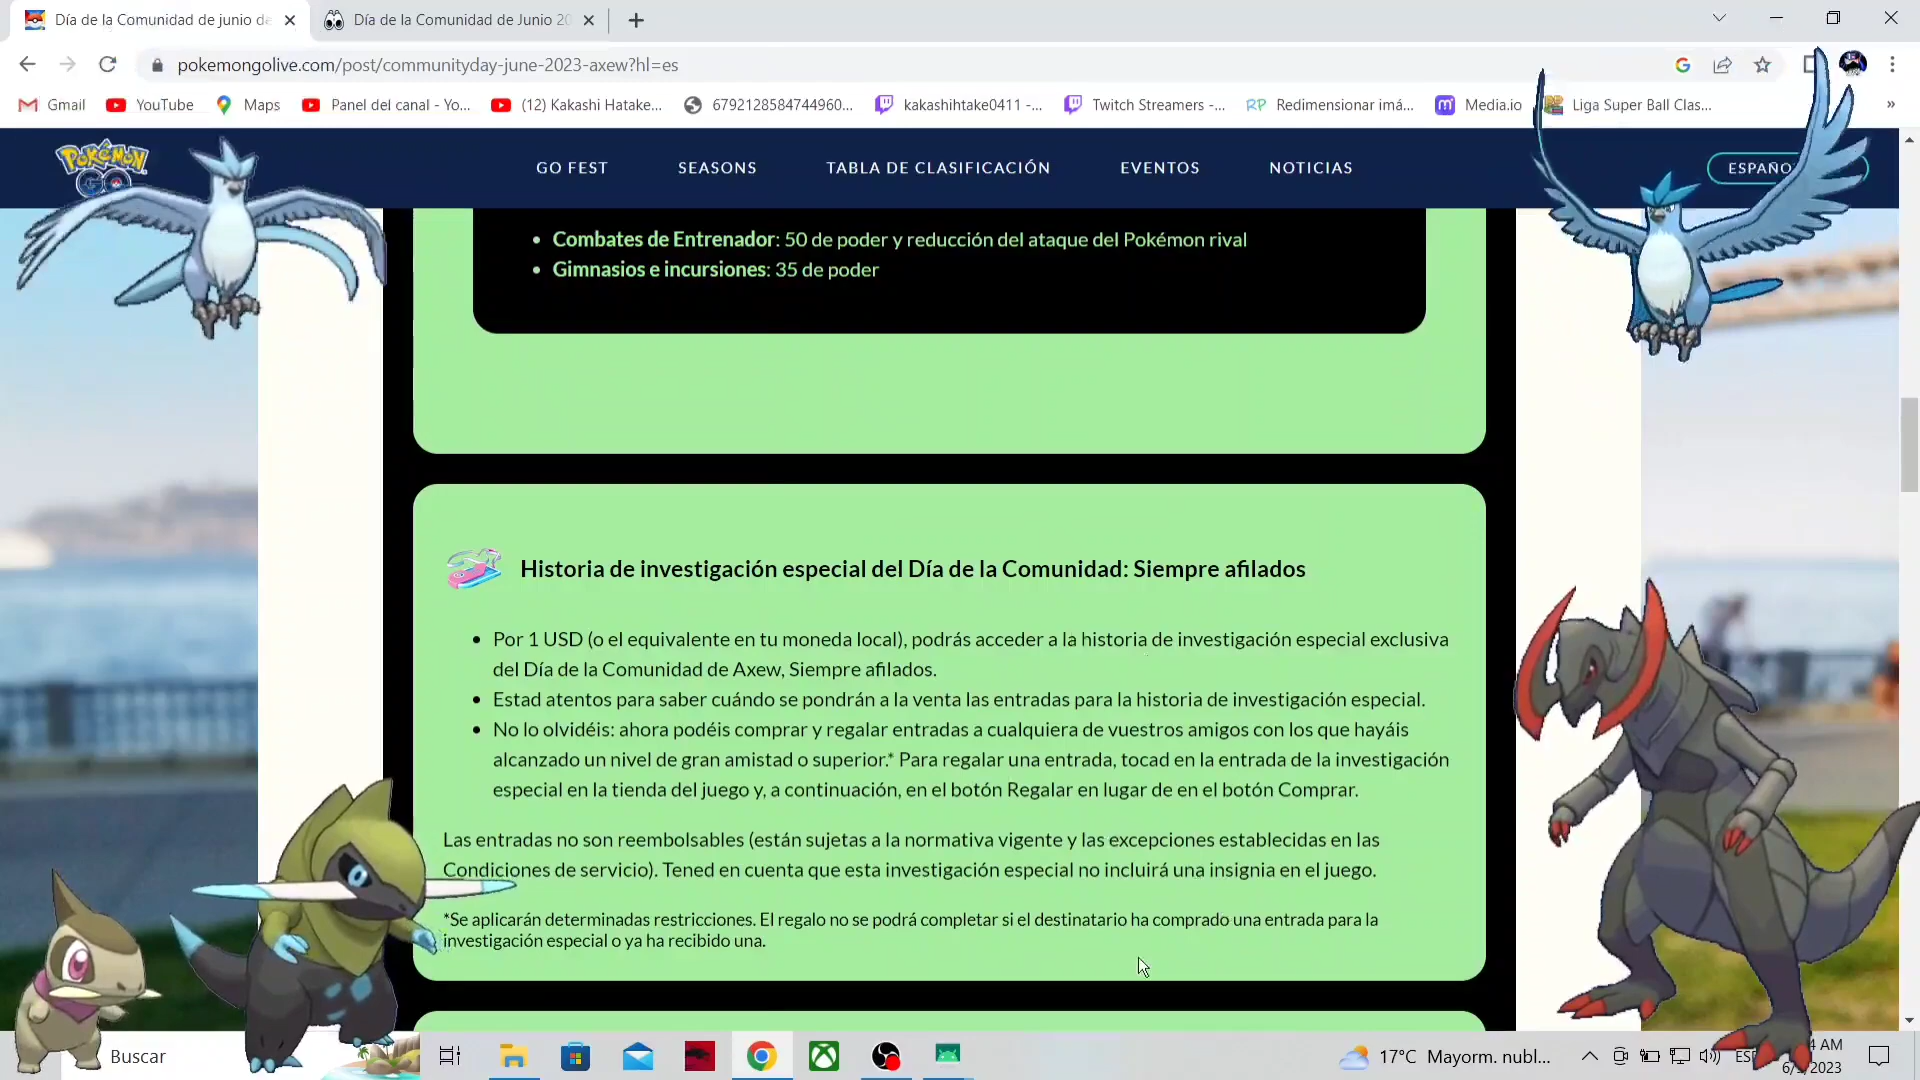 Día de la Comunidad de junio de
Día de la Comunidad de Junio 20
pokemongolive.com/post/communityday-june-2023-axew?hl=es
Gmail
YouTube
Maps
Panel del canal - Yo...
(12) Kakashi Hatake...
6792128584744960...
kakashihtake0411 -...
Twitch Streamers -...
RP Redimensionar imá...
m Media.io
Liga Super Ball Clas...
»
POKÉMON
GO
GO FEST
SEASONS
TABLA DE CLASIFICACIÓN
EVENTOS
NOTICIAS
ESPAÑO
• Combates de Entrenador: 50 de poder y reducción del ataque del Pokémon rival
• Gimnasios e incursiones: 35 de poder
Historia de investigación especial del Día de la Comunidad: Siempre afilados
• Por 1 USD (o el equivalente en tu moneda local), podrás acceder a la historia de investigación especial exclusiva
del Día de la Comunidad de Axew, Siempre afilados.
• Estad atentos para saber cuándo se pondrán a la venta las entradas para la historia de investigación especial.
• No lo olvidéis: ahora podéis comprar y regalar entradas a cualquiera de vuestros amigos con los que hayáis
alcanzado un nivel de gran amistad o superior.* Para regalar una entrada, tocad en la entrada de la investigación
especial en la tienda del juego y, a continuación, en el botón Regalar en lugar de en el botón Comprar.
Las entradas no son reembolsables (están sujetas a la normativa vigente y las excepciones establecidas en las
Condiciones de servicio). Tened en cuenta que esta investigación especial no incluirá una insignia en el juego.
*Se aplicarán determinadas restricciones. El regalo no se podrá completar si el destinatario ha comprado una entrada para la
investigación especial o ya ha recibido una.
Buscar
17°C Mayorm. nubl...
4 AM